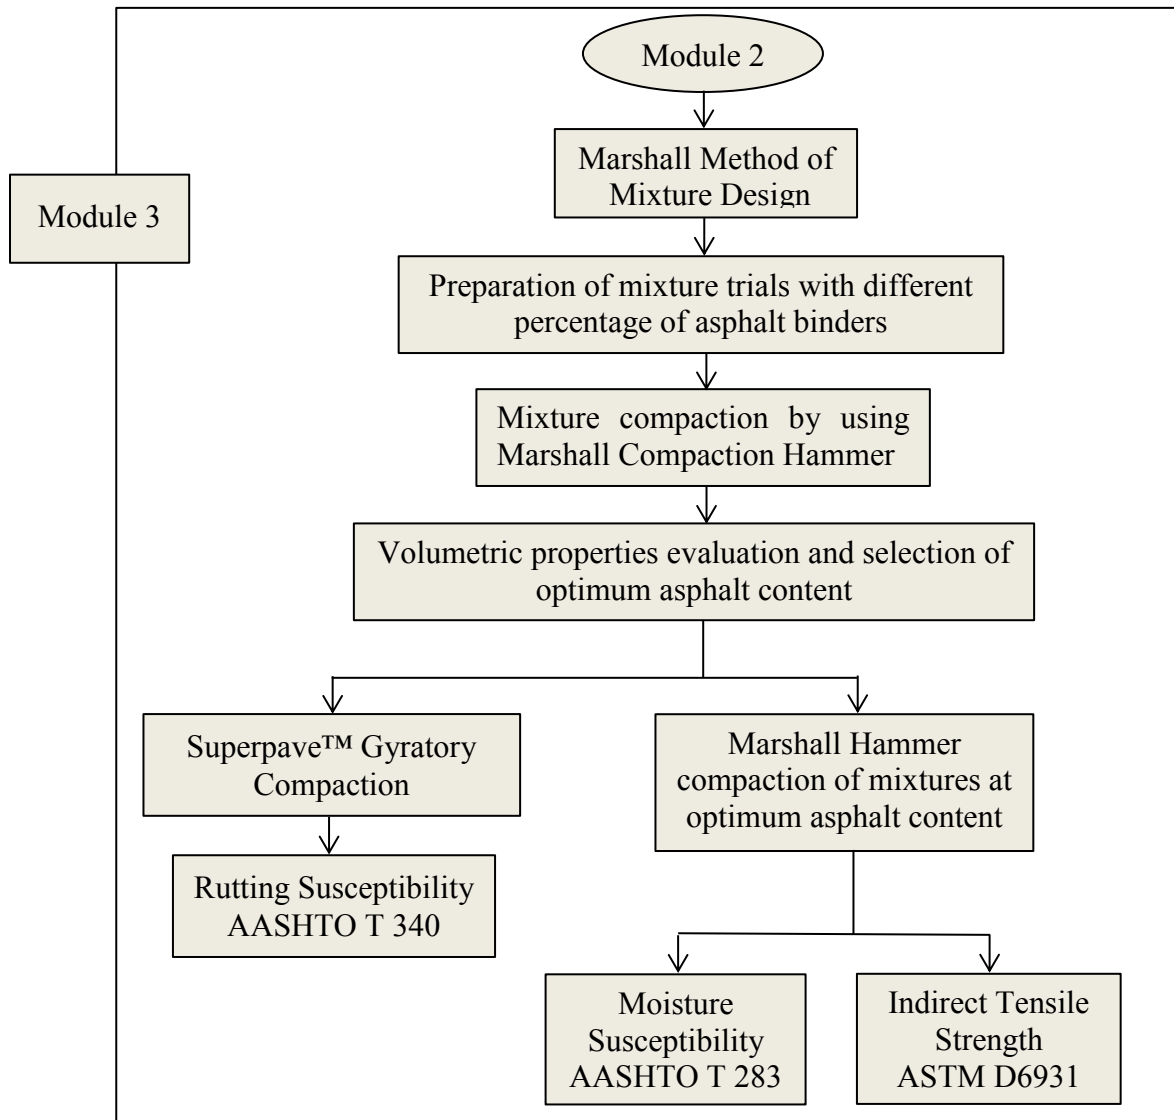 Module 2
Marshall Method of
Mixture Design
Module 3
Preparation of mixture trials with different
percentage of asphalt binders
Mixture compaction by using
Marshall Compaction Hammer
Volumetric properties evaluation and selection of
optimum asphalt content
Superpave™ Gyratory
Compaction
Marshall Hammer
compaction of mixtures at
optimum asphalt content
Rutting Susceptibility
AASHTO T 340
Moisture
Susceptibility
AASHTO T 283
Indirect Tensile
Strength
ASTM D6931